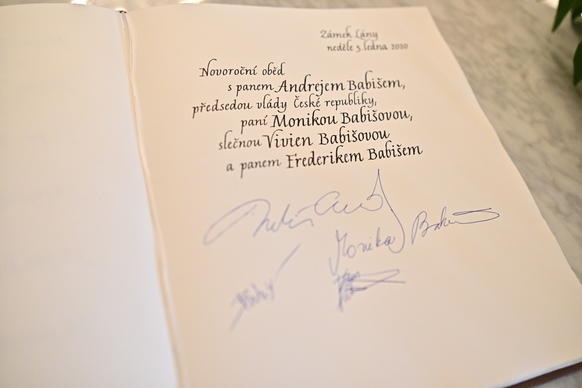 Zámek Lány
neděle 5. ledna 2020
Novoroční oběd
s panem Andrejem Babišem,
předsedou vlády České republiky,
paní Monikou Babišovou,
slečnou Vivien Babišovou
a panem Frederikem Babišem
Monika